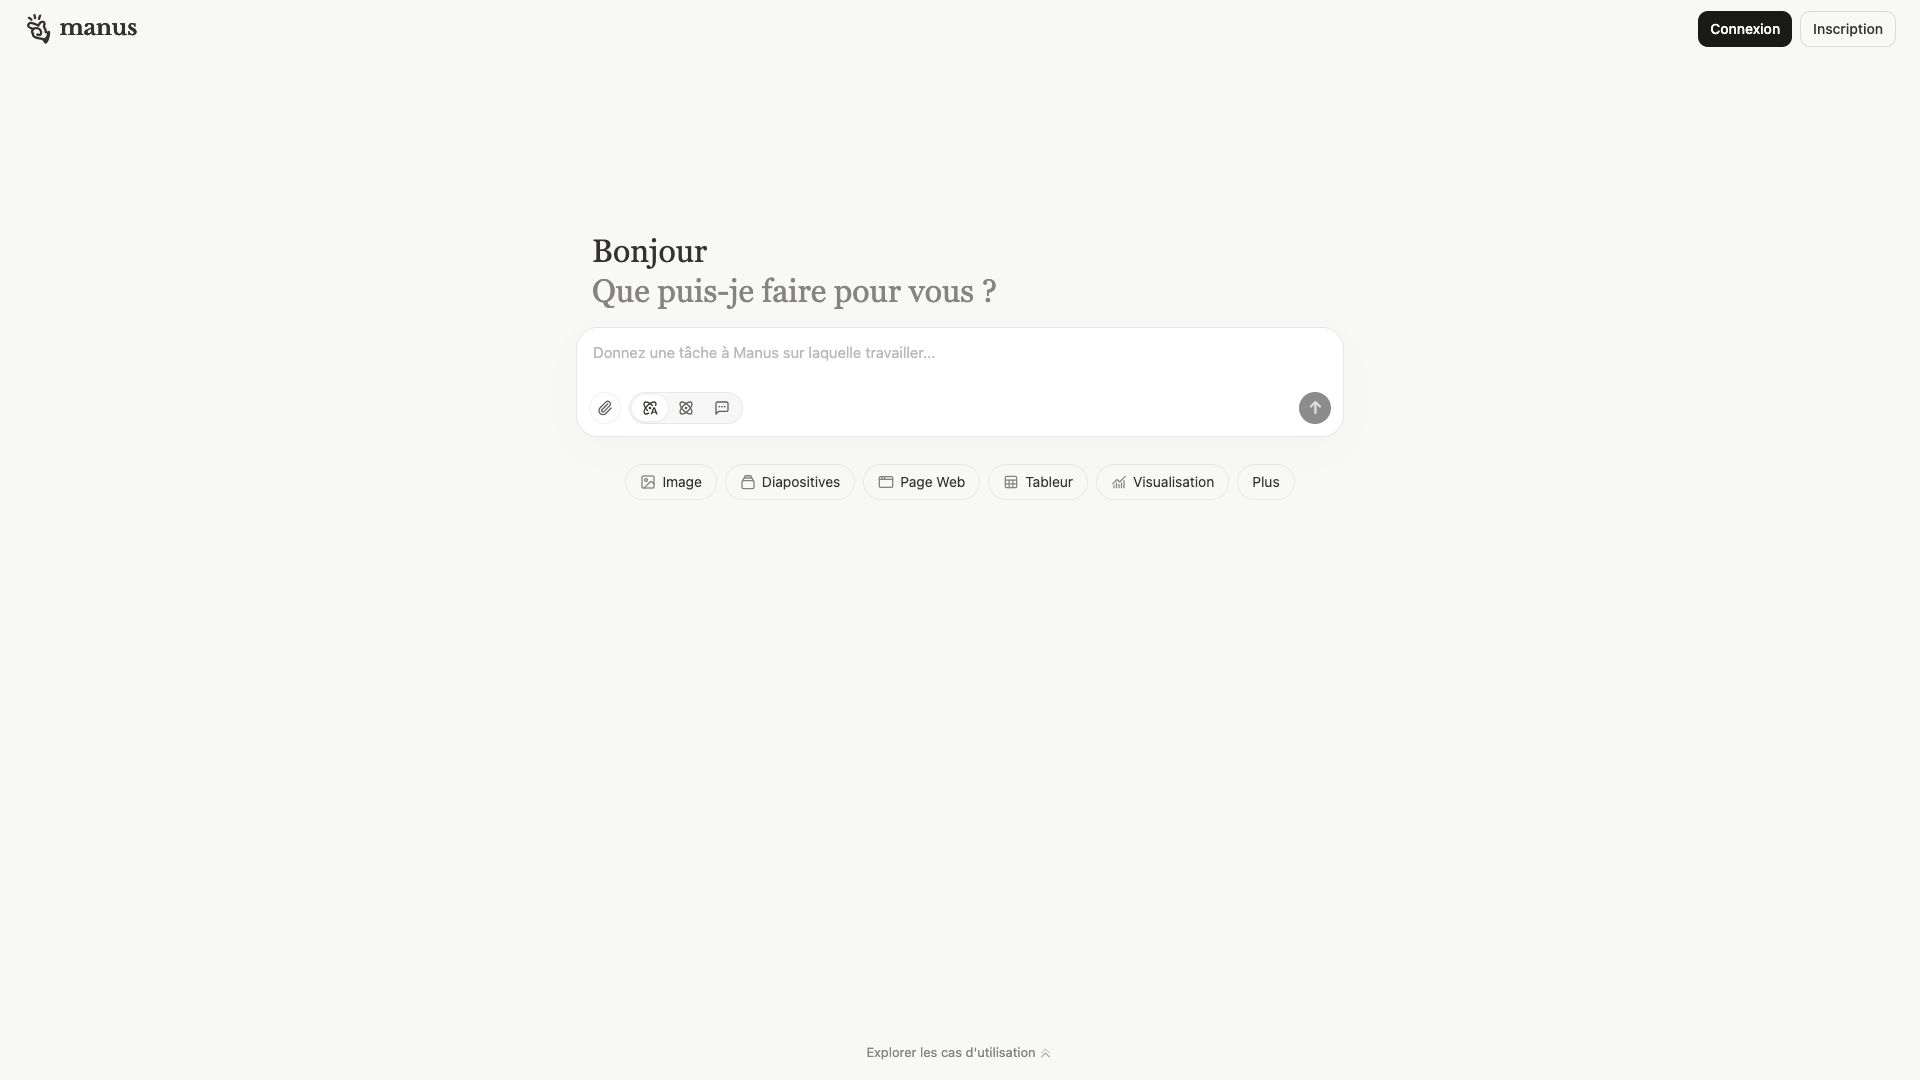 manus
Connexion
Inscription
Bonjour
Que puis-je faire pour vous ?
Donnez une tâche à Manus sur laquelle travailler...
Image
Diapositives
Page Web
Tableur
Visualisation
Plus
Explorer les cas d'utilisation